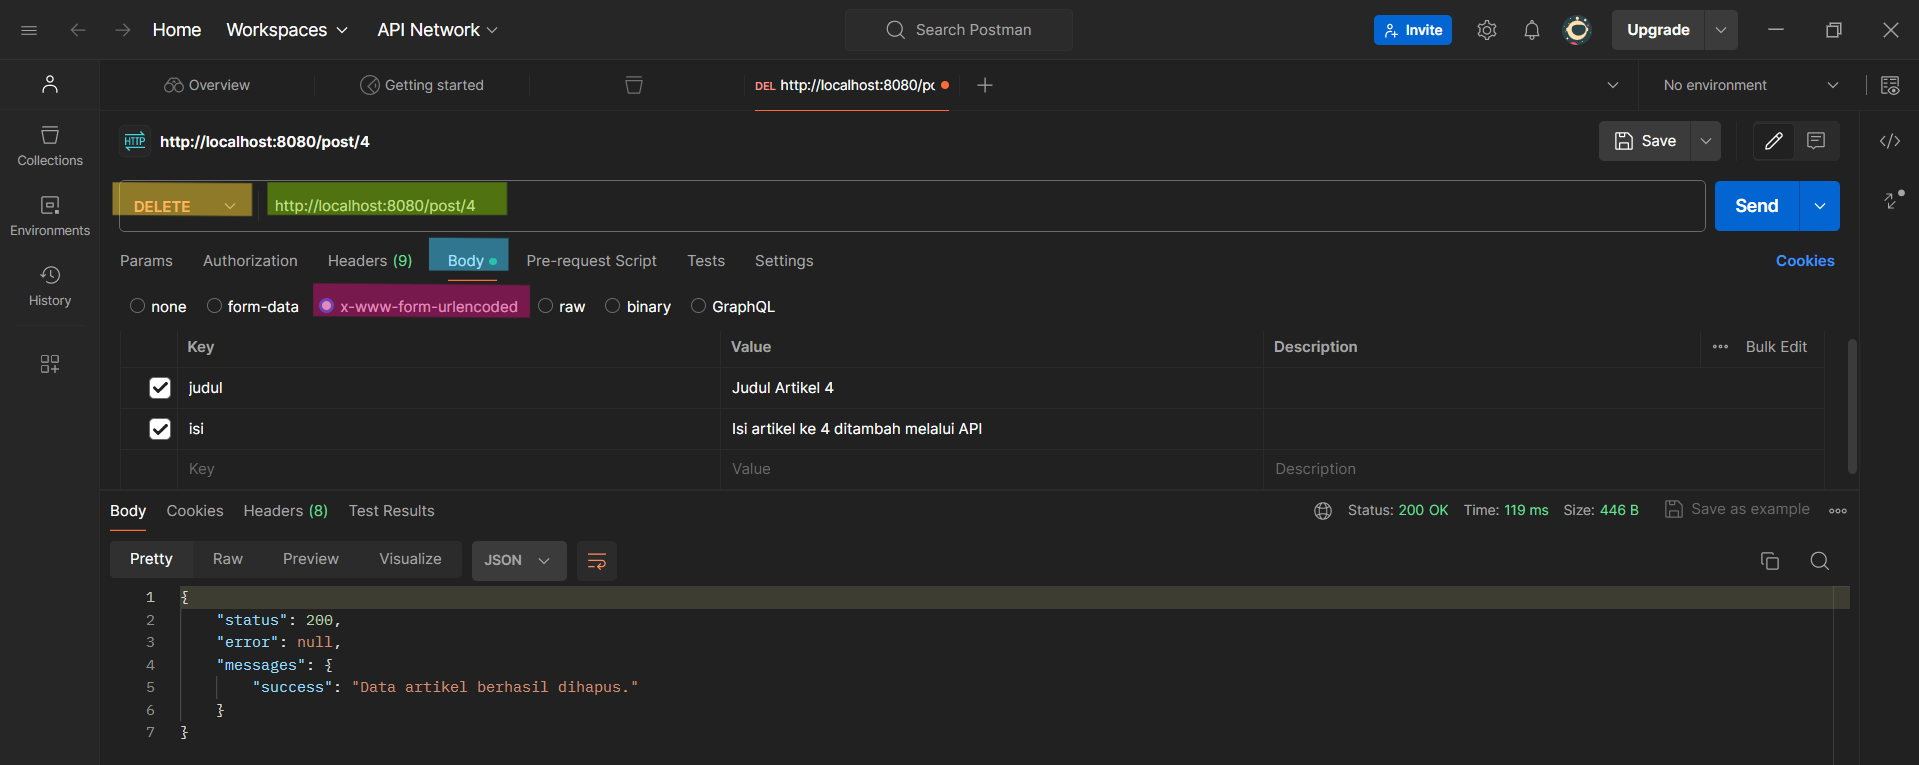 Home Workspaces API Network Search Postman Invite Upgrade
Overview Getting started DEL http://localhost:8080/pc No environment
HTTP http://localhost:8080/post/4 Save
Collections
DELETE http://localhost:8080/post/4 Send
Environments
Params Authorization Headers (9) Body Pre-request Script Tests Settings Cookies
History
none form-data x-www-form-urlencoded raw binary GraphQL
Key Value Description Bulk Edit
judul Judul Artikel 4
isi Isi artikel ke 4 ditambah melalui API
Key Value Description
Body Cookies Headers (8) Test Results Status: 200 OK Time: 119 ms Size: 446 B Save as example
Pretty Raw Preview Visualize JSON
1 {
2 "status": 200,
3 "error": null,
4 "messages": {
5 "success": "Data artikel berhasil dihapus."
6 }
7 }